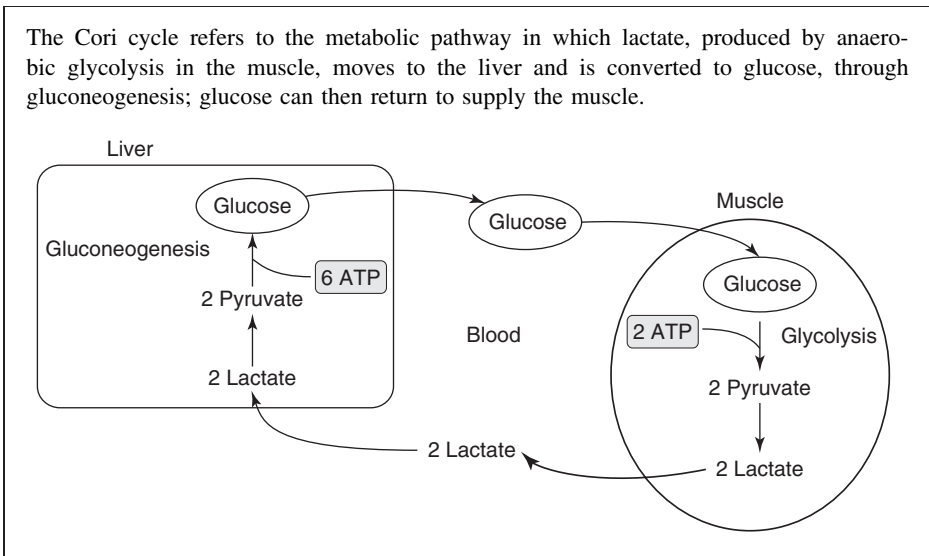 The Cori cycle refers to the metabolic pathway in which lactate, produced by anaero-
bic glycolysis in the muscle, moves to the liver and is converted to glucose, through
gluconeogenesis; glucose can then return to supply the muscle.
Liver
Glucose
Gluconeogenesis
6 ATP
2 Pyruvate
2 Lactate
Glucose
Blood
2 Lactate
Muscle
Glucose
2 ATP
Glycolysis
2 Pyruvate
2 Lactate